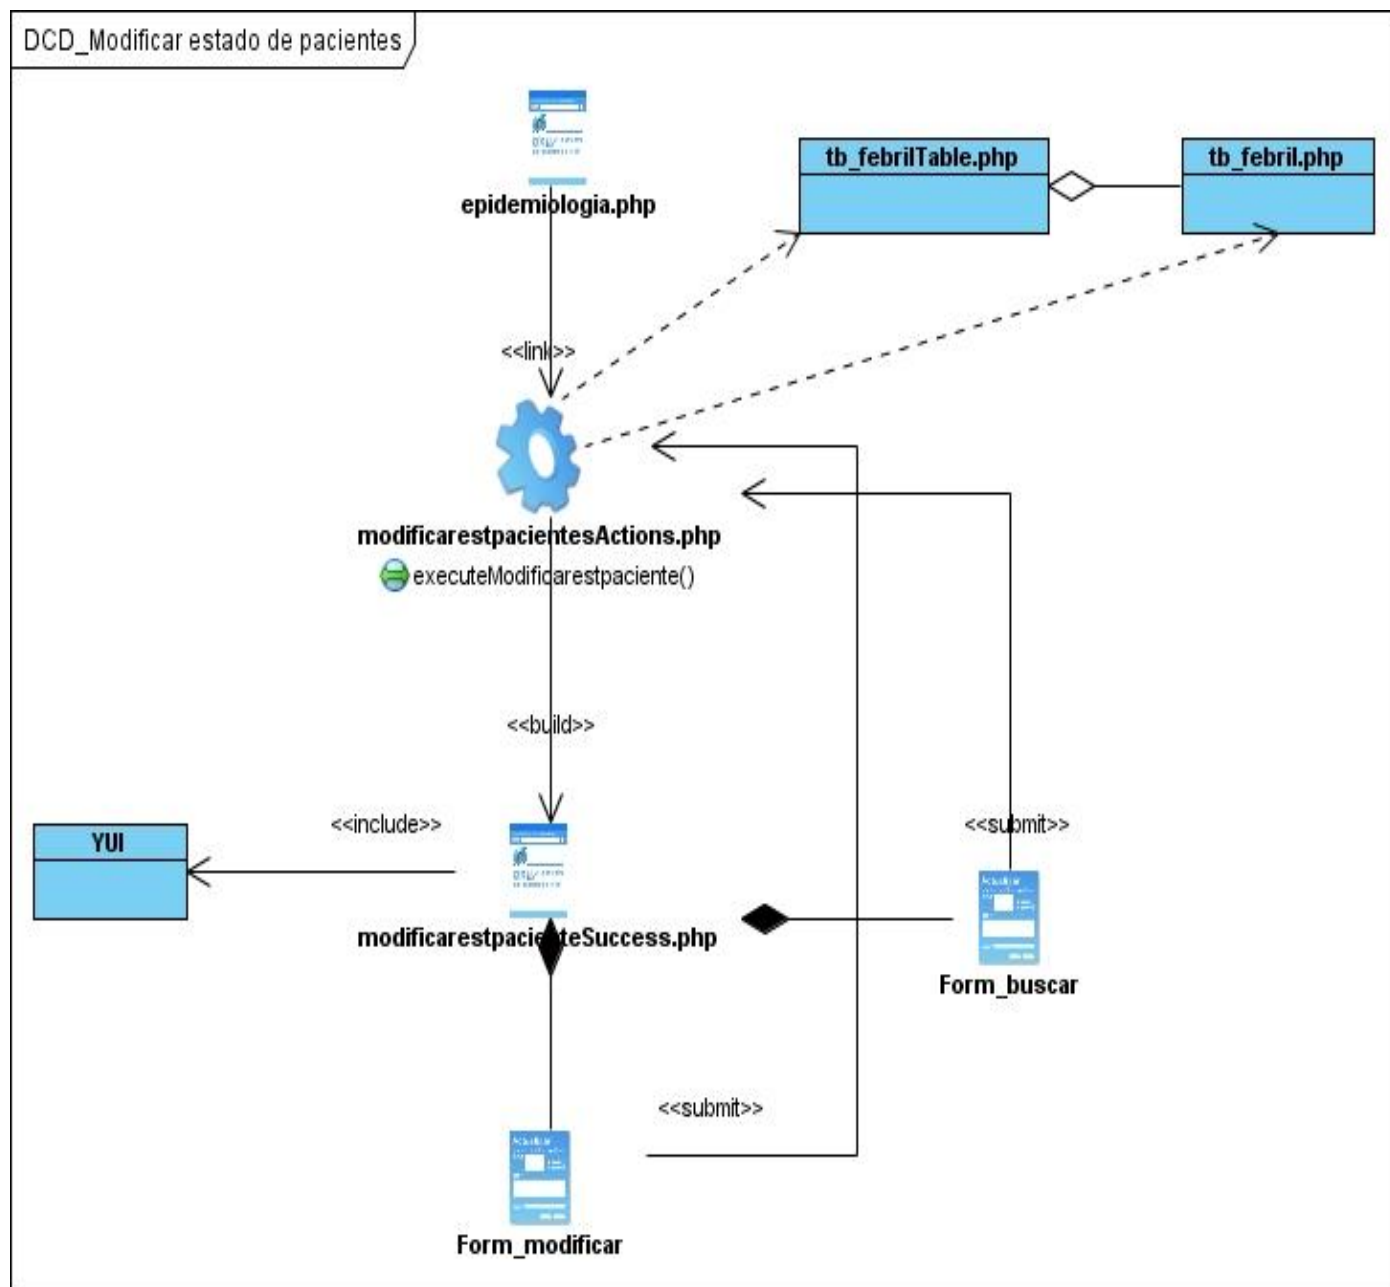 DCD_Modificar estado de pacientes
epidemiologia.php
tb_febrilTable.php
tb_febril.php
<<link>>
modificarestpacientesActions.php
executeModificarestpaciente()
<<build>>
<<include>>
<<submit>>
YUI
modificarestpacienteSuccess.php
Form_buscar
<<submit>>
Form_modificar